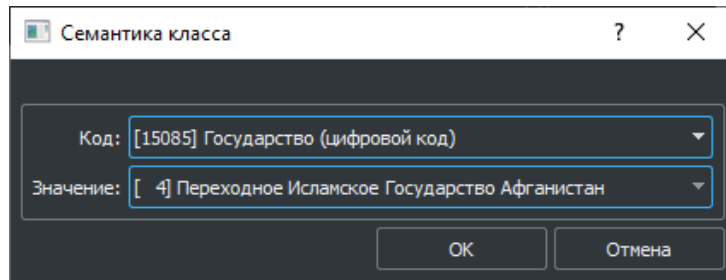 Семантика класса ?
Код: [15085] Государство (цифровой код)
Значение: [  4] Переходное Исламское Государство Афганистан
OK Отмена